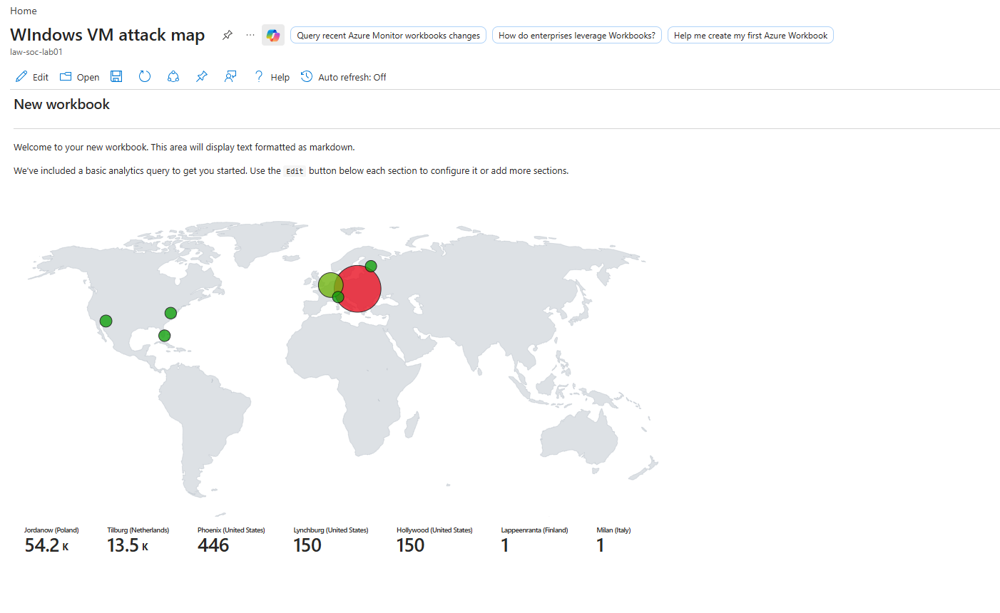 Home
WIndows VM attack map ... Query recent Azure Monitor workbooks changes How do enterprises leverage Workbooks? Help me create my first Azure Workbook
law-soc-lab01
Edit Open Help Auto refresh: Off
New workbook
Welcome to your new workbook. This area will display text formatted as markdown.
We've included a basic analytics query to get you started. Use the Edit button below each section to configure it or add more sections.
Jordanow (Poland) Tilburg (Netherlands) Phoenix (United States) Lynchburg (United States) Hollywood (United States) Lappeenranta (Finland) Milan (Italy)
54.2 K 13.5 K 446 150 150 1 1